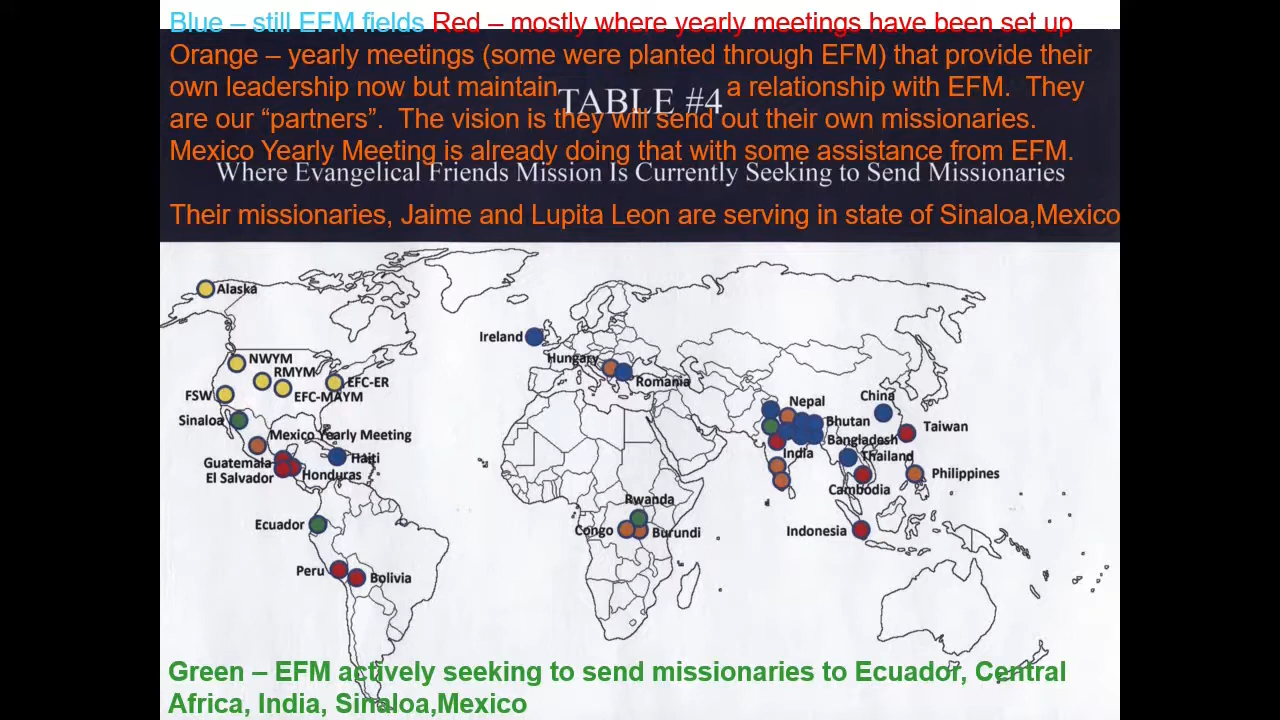 Blue – still EFM fields Red – mostly where yearly meetings have been set up
Orange – yearly meetings (some were planted through EFM) that provide their
own leadership now but maintain a relationship with EFM. They
TABLE #4
are our “partners”. The vision is they will send out their own missionaries.
Mexico Yearly Meeting is already doing that with some assistance from EFM.
Where Evangelical Friends Mission Is Currently Seeking to Send Missionaries
Their missionaries, Jaime and Lupita Leon are serving in state of Sinaloa,Mexico
Alaska
Ireland
NWYM
Hungary
RMYM
EFC-ER
Romania
FSW
EFC-MAYM
China
Nepal
Sinaloa
Bhutan
Taiwan
Mexico Yearly Meeting
Bangladesh
India
Haiti
Thailand
Guatemala
El Salvador
Honduras
Philippines
Cambodia
Rwanda
Ecuador
Congo
Burundi
Indonesia
Peru
Bolivia
Green – EFM actively seeking to send missionaries to Ecuador, Central
Africa, India, Sinaloa,Mexico